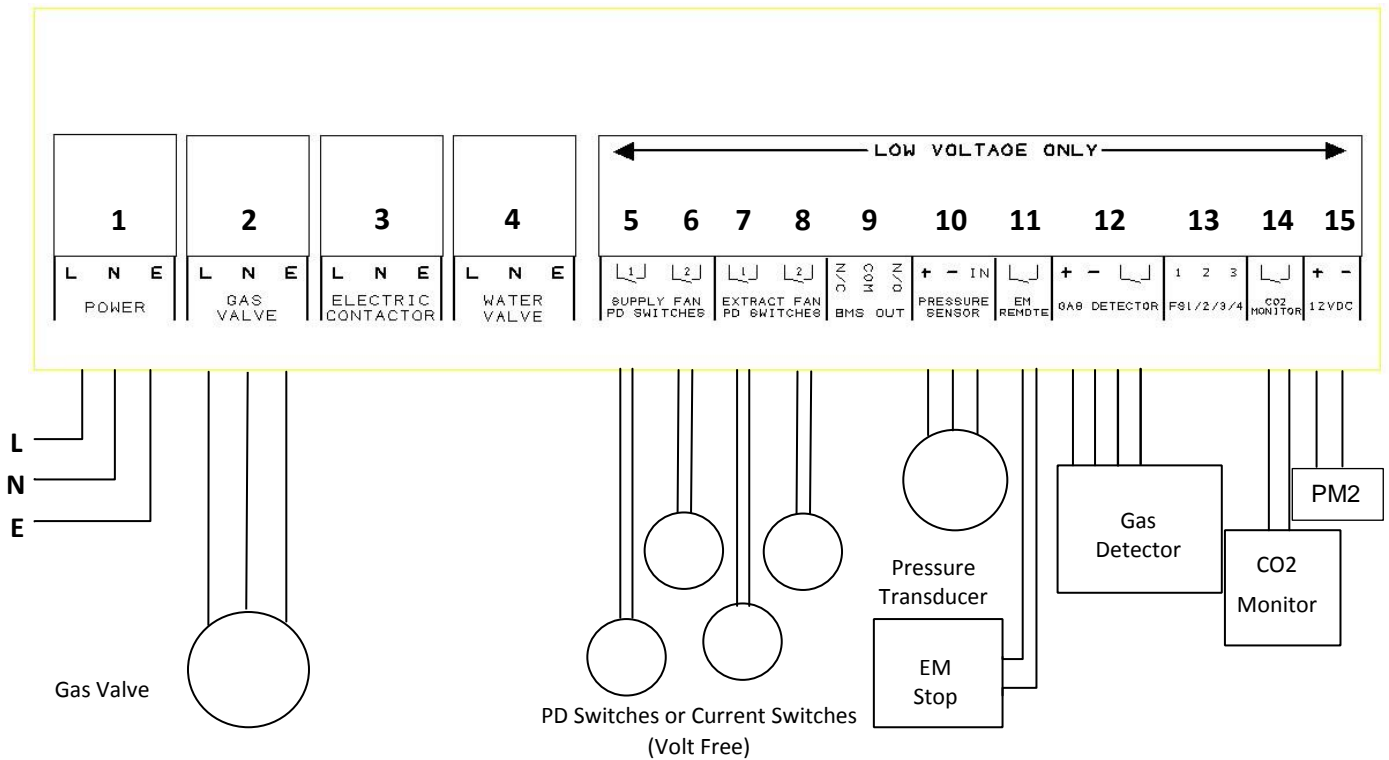 LOW VOLTAGE ONLY
1 2 3 4 5 6 7 8 9 10 11 12 13 14 15
L N E L N E L N E L N E 1 2 1 2 N/C COM N/O + - IN + - 1 2 3 + -
POWER
GAS
VALVE
ELECTRIC
CONTACTOR
WATER
VALVE
SUPPLY FAN
PD SWITCHES
EXTRACT FAN
PD SWITCHES
BMS OUT
PRESSURE
SENSOR
EM
REMOTE
GAS DETECTOR
FS1/2/3/4
CO2
MONITOR
12VDC
L
N
E
Gas Valve
PD Switches or Current Switches
(Volt Free)
Pressure
Transducer
EM
Stop
Gas
Detector
CO2
Monitor
PM2